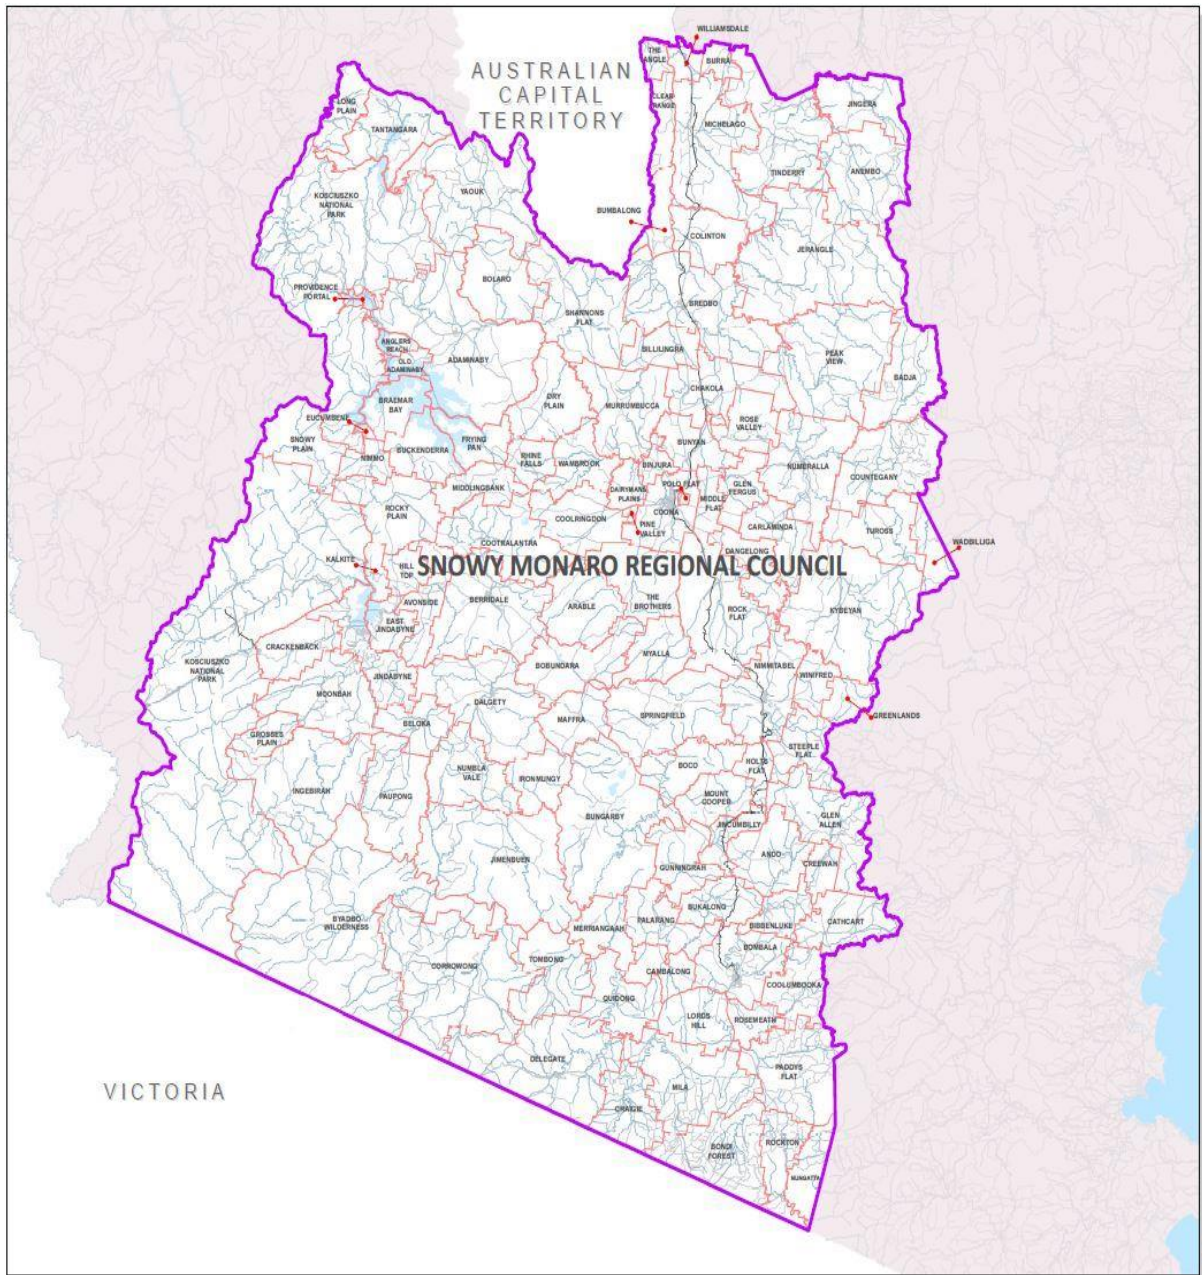 WILLIAMSDALE
THE
ANGLE
BURRA
AUSTRALIAN
CAPITAL
TERRITORY
CLEAR
RANGE
LONG
PLAIN
JINGERA
TANTANGARA
MICHELAGO
TINDERRY
ANEMBO
YAOUK
KOSCIUSZKO
NATIONAL
PARK
BUMBALONG
COLINTON
JERANGLE
BOLARO
PROVIDENCE
PORTAL
BREDBO
SHANNONS
FLAT
ANGLERS
REACH
BILLILINGRA
OLD
ADAMINABY
ADAMINABY
PEAK
VIEW
BADJA
CHAKOLA
BRAEMAR
BAY
DRY
PLAIN
MURRUMBUCCA
EUCUMBENE
ROSE
VALLEY
SNOWY
PLAIN
FRYING
PAN
BUNYAN
NIMMO
BUCKENDERRA
RHINE
FALLS
WAMBROOK
BINJURA
NUMERALLA
COUNTEGANY
MIDDLINGBANK
DAIRYMANS
PLAINS
POLO FLAT
GLEN
FERGUS
MIDDLE
FLAT
ROCKY
PLAIN
COOLRINGDON
COOMA
PINE
VALLEY
CARLAMINDA
TUROSS
COOTRALANTRA
DANGELONG
WADBILLIGA
KALKITE
HILL
TOP
SNOWY MONARO REGIONAL COUNCIL
AVONSIDE
BERRIDALE
ARABLE
THE
BROTHERS
ROCK
FLAT
KYBEYAN
EAST
JINDABYNE
CRACKENBACK
MYALLA
KOSCIUSZKO
NATIONAL
PARK
BOBUNDARA
NIMMITABEL
WINIFRED
JINDABYNE
MOONBAH
DALGETY
MAFFRA
SPRINGFIELD
GREENLANDS
BELOKA
GROSSES
PLAIN
STEEPLE
FLAT
NUMBLA
VALE
IRONMUNGY
BOCO
HOLTS
FLAT
INGEBIRAH
PAUPONG
MOUNT
COOPER
BUNGARBY
JINCUMBILLY
GLEN
ALLEN
JIMENBUEN
ANDO
CREEWAH
GUNNINGRAH
BUKALONG
BYADBO
WILDERNESS
PALARANG
CATHCART
MERRIANGAAH
BIBBENLUKE
BOMBALA
CORROWONG
TOMBONG
CAMBALONG
COOLUMBOOKA
QUIDONG
LORDS
HILL
ROSEMEATH
DELEGATE
PADDYS
FLAT
VICTORIA
MILA
CRAIGIE
BONDI
FOREST
ROCKTON
NUNGATTA